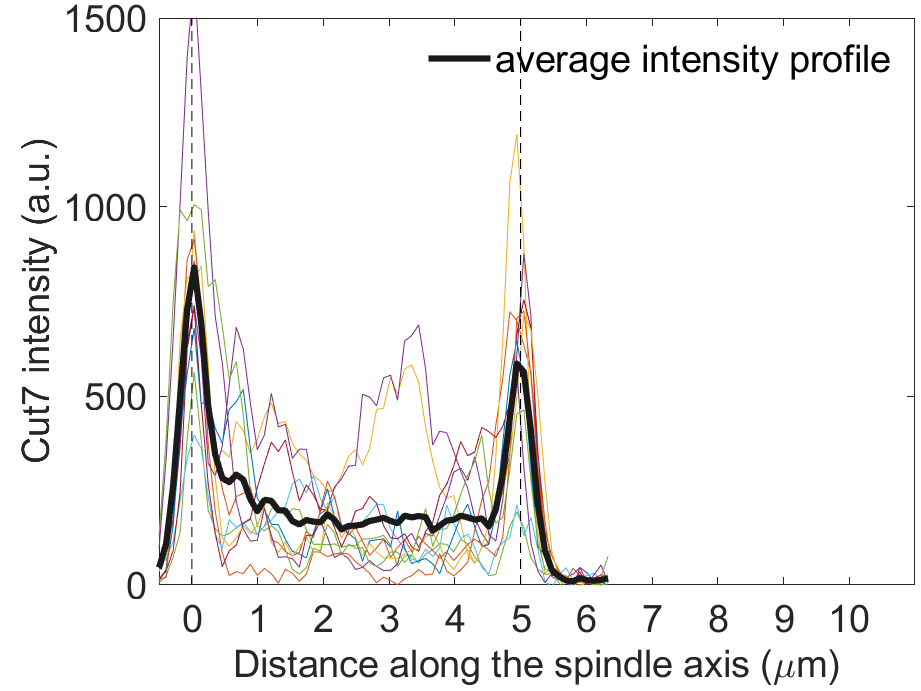 average intensity profile
Cut7 intensity (a.u.)
1500
1000
500
0
0 1 2 3 4 5 6 7 8 9 10
Distance along the spindle axis (μm)